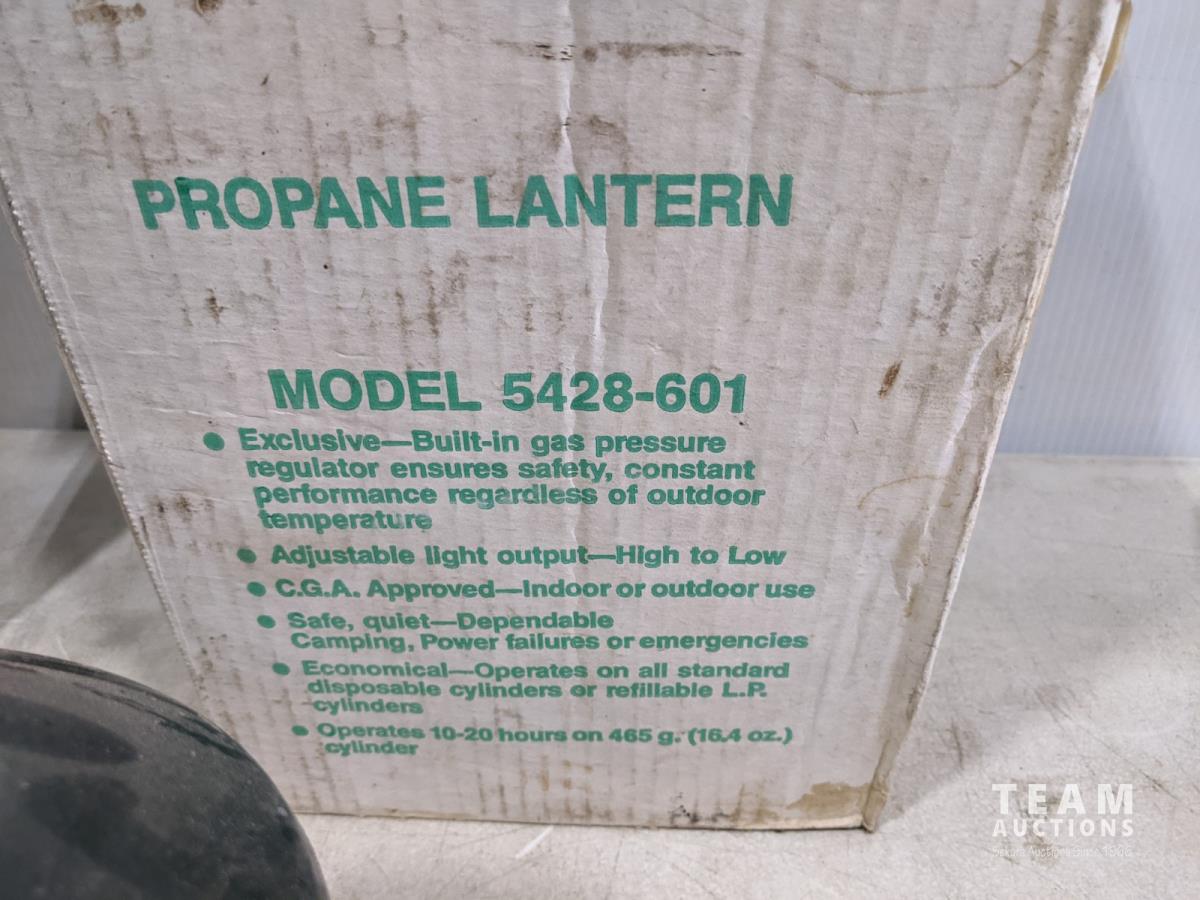 PROPANE LANTERN
MODEL 5428-601
• Exclusive—Built-in gas pressure
regulator ensures safety, constant
performance regardless of outdoor
temperature
• Adjustable light output—High to Low
• C.G.A. Approved—Indoor or outdoor use
• Safe, quiet—Dependable
Camping, Power failures or emergencies
• Economical—Operates on all standard
disposable cylinders or refillable L.P.
cylinders
• Operates 10-20 hours on 465 g. (16.4 oz.)
cylinder
TEAM
AUCTIONS
Auctions Since 1966